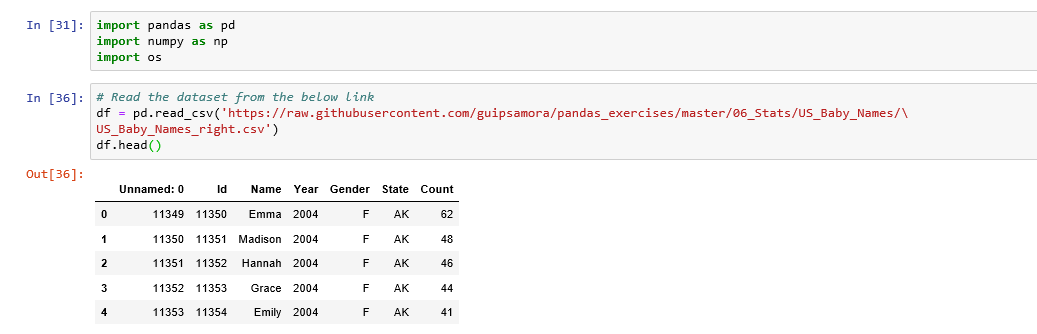 In [31]: import pandas as pd
import numpy as np
import os
In [36]: # Read the dataset from the below link
df = pd.read_csv('https://raw.githubusercontent.com/guipsamora/pandas_exercises/master/06_Stats/US_Baby_Names/\
US_Baby_Names_right.csv')
df.head()
Out[36]:
Unnamed: 0 Id Name Year Gender State Count
0 11349 11350 Emma 2004 F AK 62
1 11350 11351 Madison 2004 F AK 48
2 11351 11352 Hannah 2004 F AK 46
3 11352 11353 Grace 2004 F AK 44
4 11353 11354 Emily 2004 F AK 41